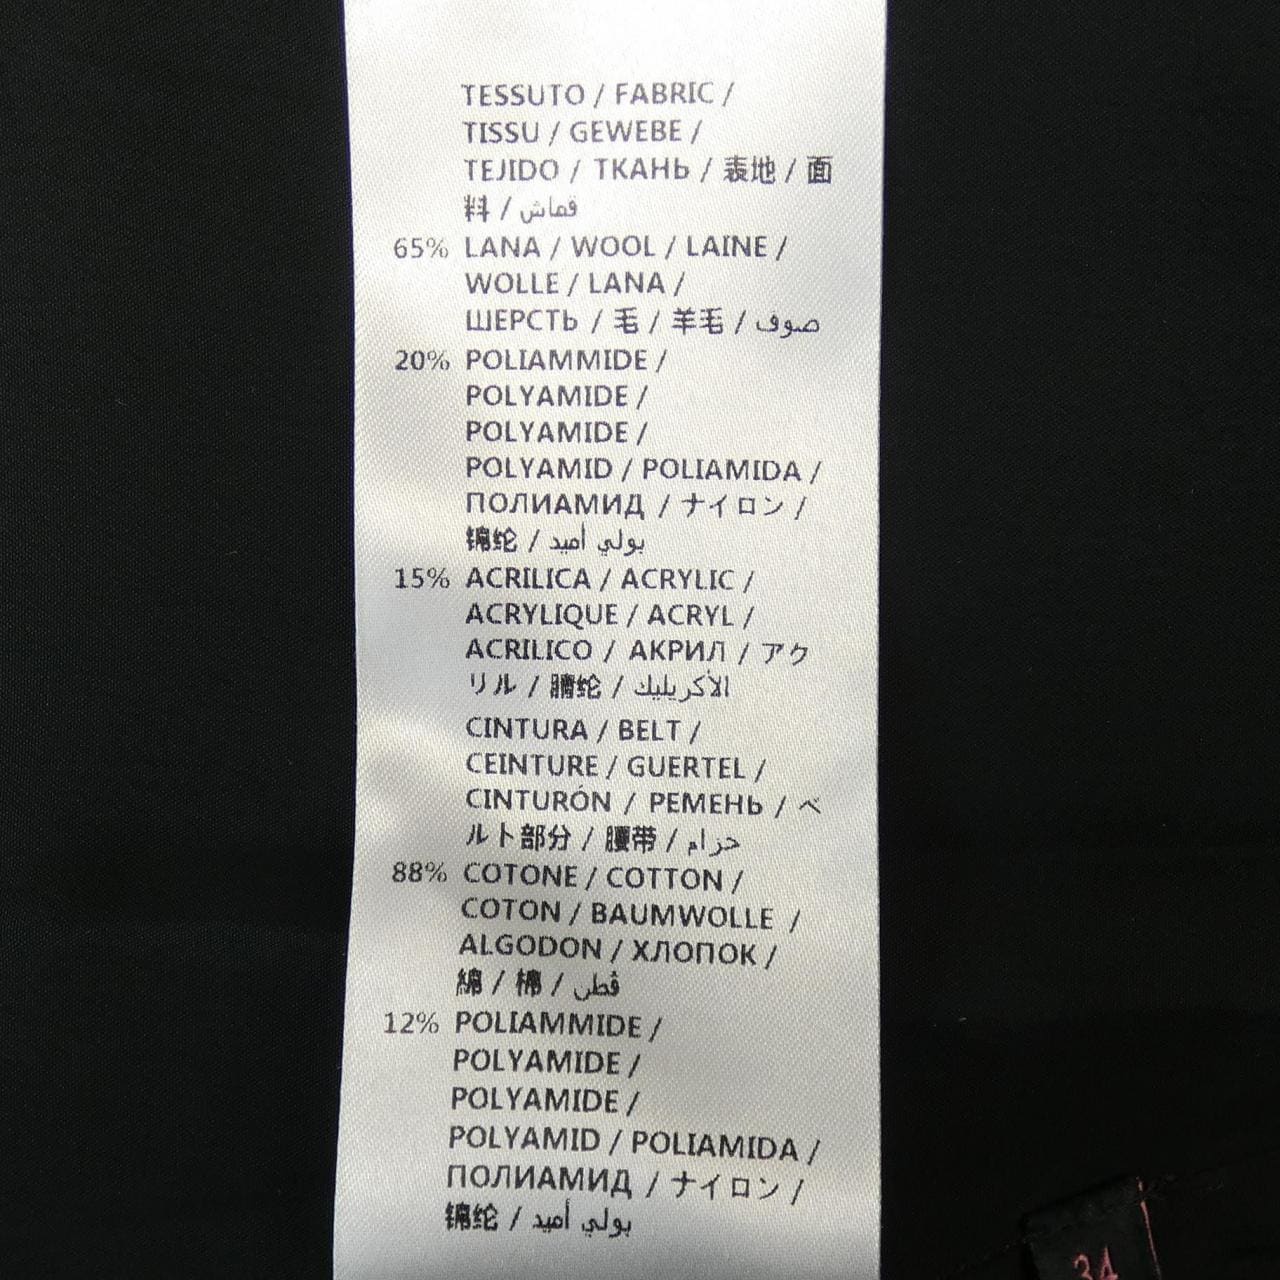 TESSUTO / FABRIC /
TISSU / GEWEBE /
TEJIDO / ТКАНЬ / 表地 / 面
料 / قماش
65% LANA / WOOL / LAINE /
WOLLE / LANA /
ШЕРСТЬ / 毛 / 羊毛 / صوف
20% POLIAMMIDE /
POLYAMIDE /
POLYAMIDE /
POLYAMID / POLIAMIDA /
ПОЛИАМИД / ナイロン /
锦纶 / بولي أميد
15% ACRILICA / ACRYLIC /
ACRYLIQUE / ACRYL /
ACRILICO / АКРИЛ / アク
リル / 腈纶 / الأكريليك
CINTURA / BELT /
CEINTURE / GUERTEL /
CINTURÓN / РЕМЕНЬ / ベ
ルト部分 / 腰带 / حزام
88% COTONE / COTTON /
COTON / BAUMWOLLE /
ALGODON / ХЛОПОК /
綿 / 棉 / قطن
12% POLIAMMIDE /
POLYAMIDE /
POLYAMIDE /
POLYAMID / POLIAMIDA /
ПОЛИАМИД / ナイロン /
锦纶 / بولي أميد
34